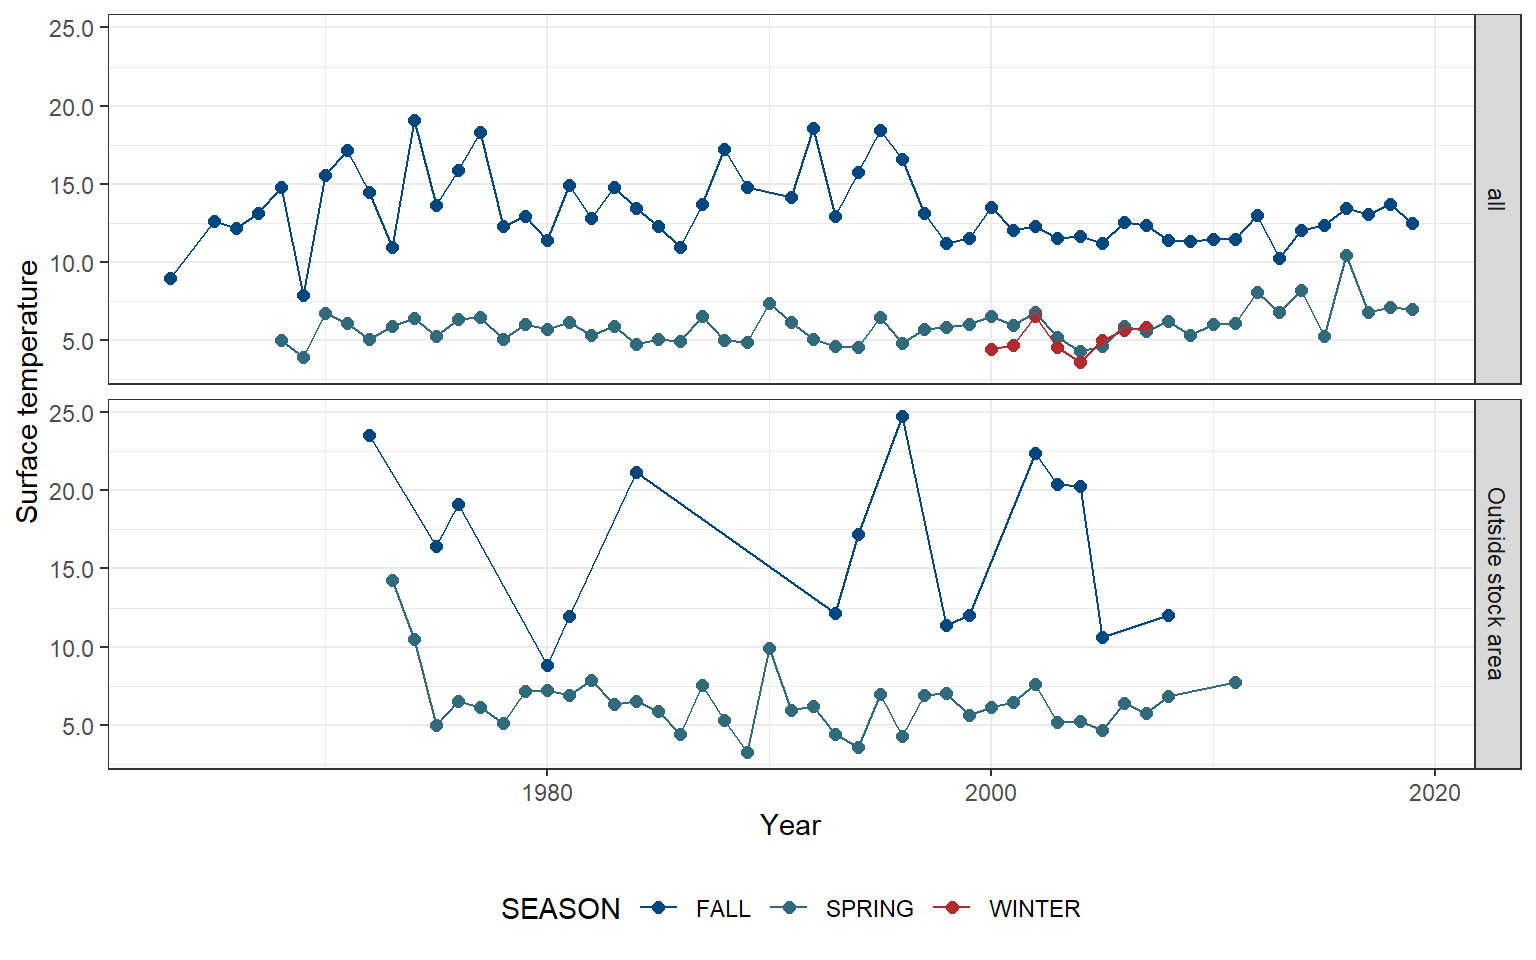 25.0
20.0
15.0
10.0
5.0
all
25.0
20.0
15.0
10.0
5.0
Outside stock area
Surface temperature
1980 2000 2020
Year
SEASON FALL SPRING WINTER